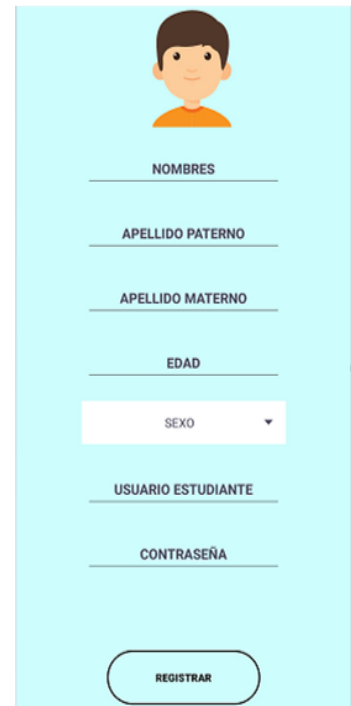 NOMBRES
APELLIDO PATERNO
APELLIDO MATERNO
EDAD
SEXO
USUARIO ESTUDIANTE
CONTRASEÑA
REGISTRAR